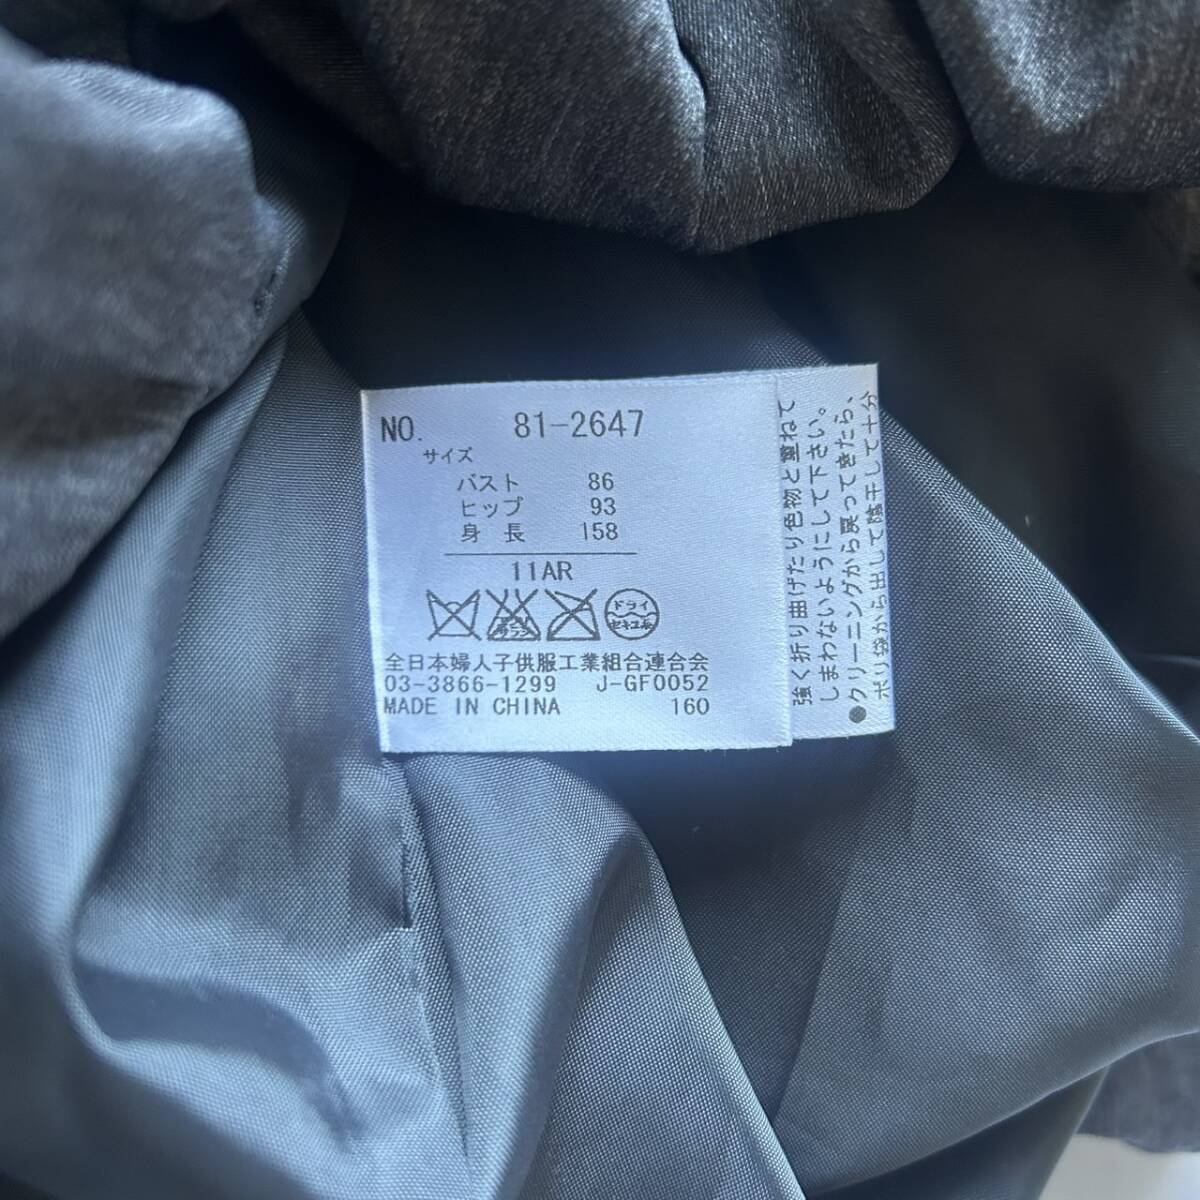 NO. 81-2647
サイズ
バスト 86
ヒップ 93
身長 158
11AR
ドライ
セキユ系
全日本婦人子供服工業組合連合会
03-3866-1299 J-GF0052
MADE IN CHINA 160
強く折り曲げたり色物と重ねて
しまわないようにして下さい。
●クリーニングから戻ってきたら、
ポリ袋から出して陰干して十分